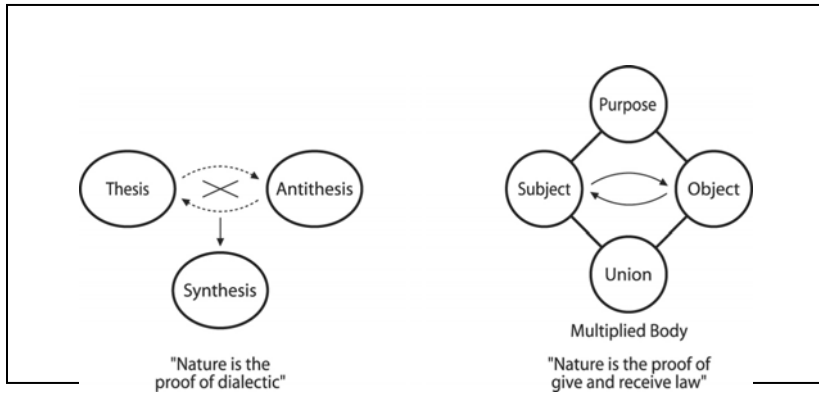 Thesis
Antithesis
Synthesis
"Nature is the
proof of dialectic"
Purpose
Subject
Object
Union
Multiplied Body
"Nature is the proof of
give and receive law"